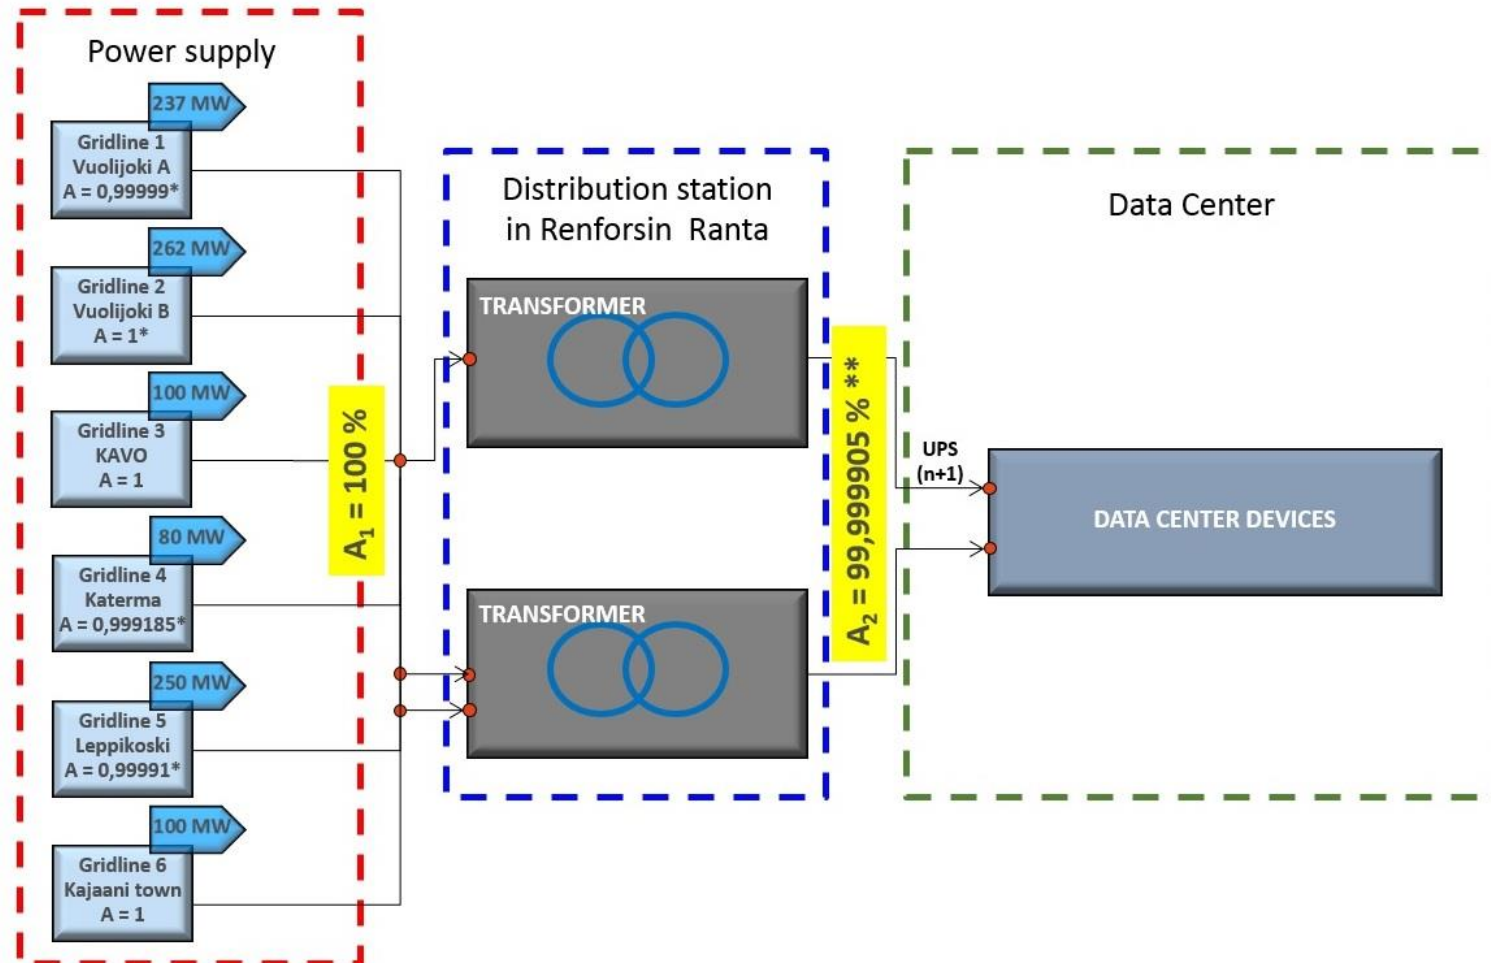 Power supply
237 MW
Gridline 1
Vuolijoki A
A = 0,99999*
262 MW
Gridline 2
Vuolijoki B
A = 1*
100 MW
Gridline 3
KAVO
A = 1
80 MW
Gridline 4
Katerma
A = 0,999185*
250 MW
Gridline 5
Leppikoski
A = 0,99991*
100 MW
Gridline 6
Kajaani town
A = 1
A₁ = 100 %
Distribution station
in Renforsin Ranta
TRANSFORMER
TRANSFORMER
A₂ = 99,9999905 % **
Data Center
UPS
(n+1)
DATA CENTER DEVICES